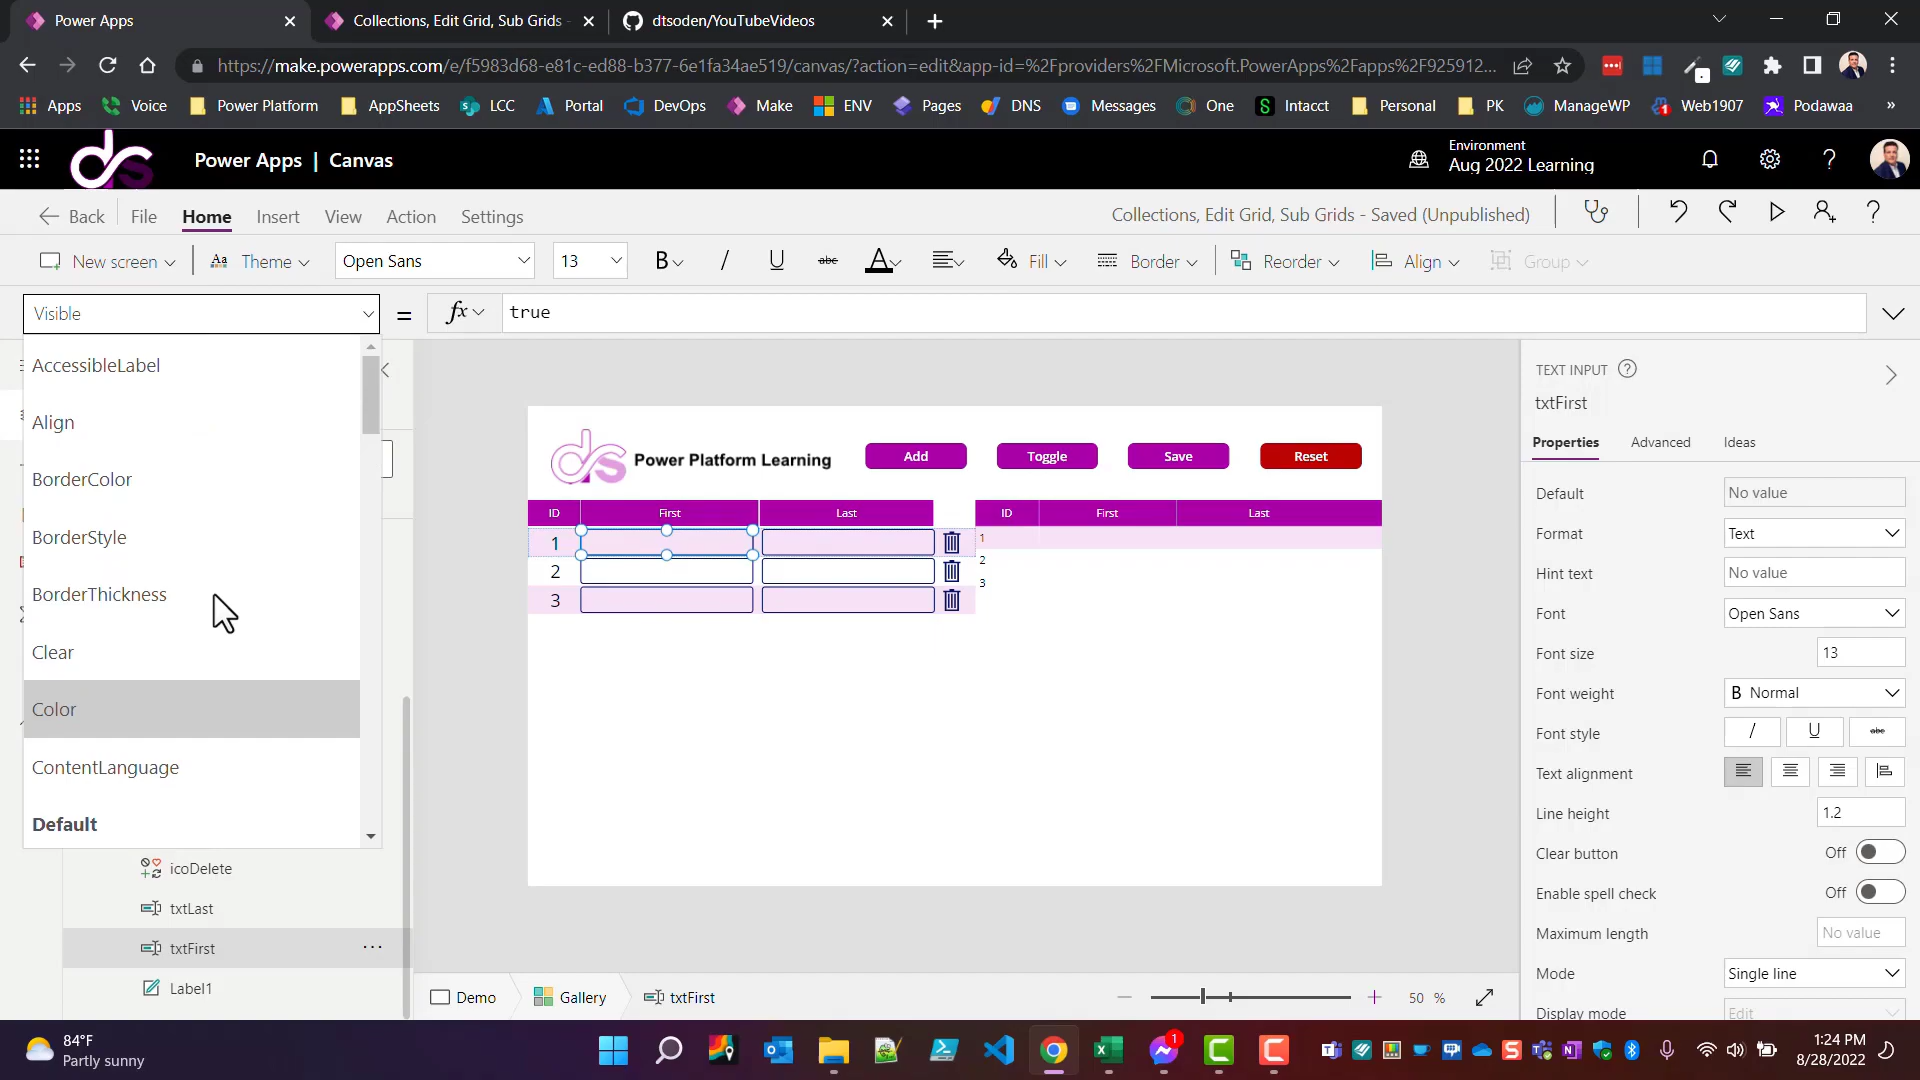 Power Apps
Collections, Edit Grid, Sub Grids -
dtsoden/YouTubeVideos
https://make.powerapps.com/e/f5983d68-e81c-ed88-b377-6e1fa34ae519/canvas/?action=edit&app-id=%2Fproviders%2FMicrosoft.PowerApps%2Fapps%2F925912...
Apps Voice Power Platform AppSheets LCC Portal DevOps Make ENV Pages DNS Messages One Intacct Personal PK ManageWP Web1907 Podawaa »
ds Power Apps | Canvas
Environment
Aug 2022 Learning
Back File Home Insert View Action Settings
Collections, Edit Grid, Sub Grids - Saved (Unpublished)
New screen Aa Theme Open Sans 13 B / U abc A Fill Border Reorder Align Group
Visible = fx true
AccessibleLabel
Align
BorderColor
BorderStyle
BorderThickness
Clear
Color
ContentLanguage
Default
icoDelete
txtLast
txtFirst ...
Label1
ds Power Platform Learning Add Toggle Save Reset
ID First Last ID First Last
1 1
2 2
3 3
TEXT INPUT ?
txtFirst
Properties Advanced Ideas
Default No value
Format Text
Hint text No value
Font Open Sans
Font size 13
Font weight B Normal
Font style / U abc
Text alignment
Line height 1.2
Clear button Off
Enable spell check Off
Maximum length No value
Mode Single line
Display mode Edit
Demo Gallery txtFirst
50 %
84°F
Partly sunny
1
1:24 PM
8/28/2022